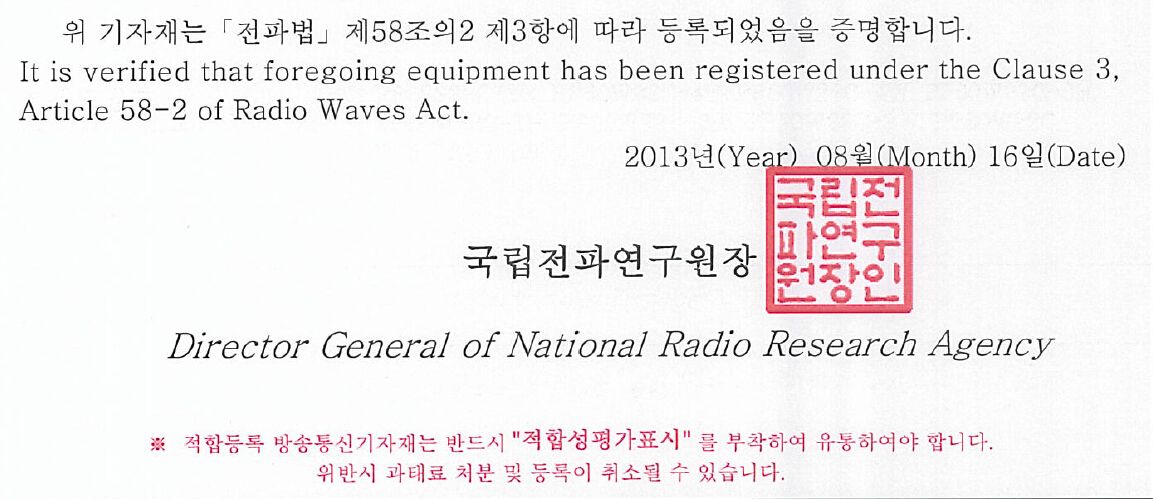 위 기자재는「전파법」제58조의2 제3항에 따라 등록되었음을 증명합니다.
It is verified that foregoing equipment has been registered under the Clause 3,
Article 58-2 of Radio Waves Act.
2013년(Year) 08월(Month) 16일(Date)
국립전파연구원장
국립전
파연구
원장인
Director General of National Radio Research Agency
※ 적합등록 방송통신기자재는 반드시 "적합성평가표시" 를 부착하여 유통하여야 합니다.
위반시 과태료 처분 및 등록이 취소될 수 있습니다.